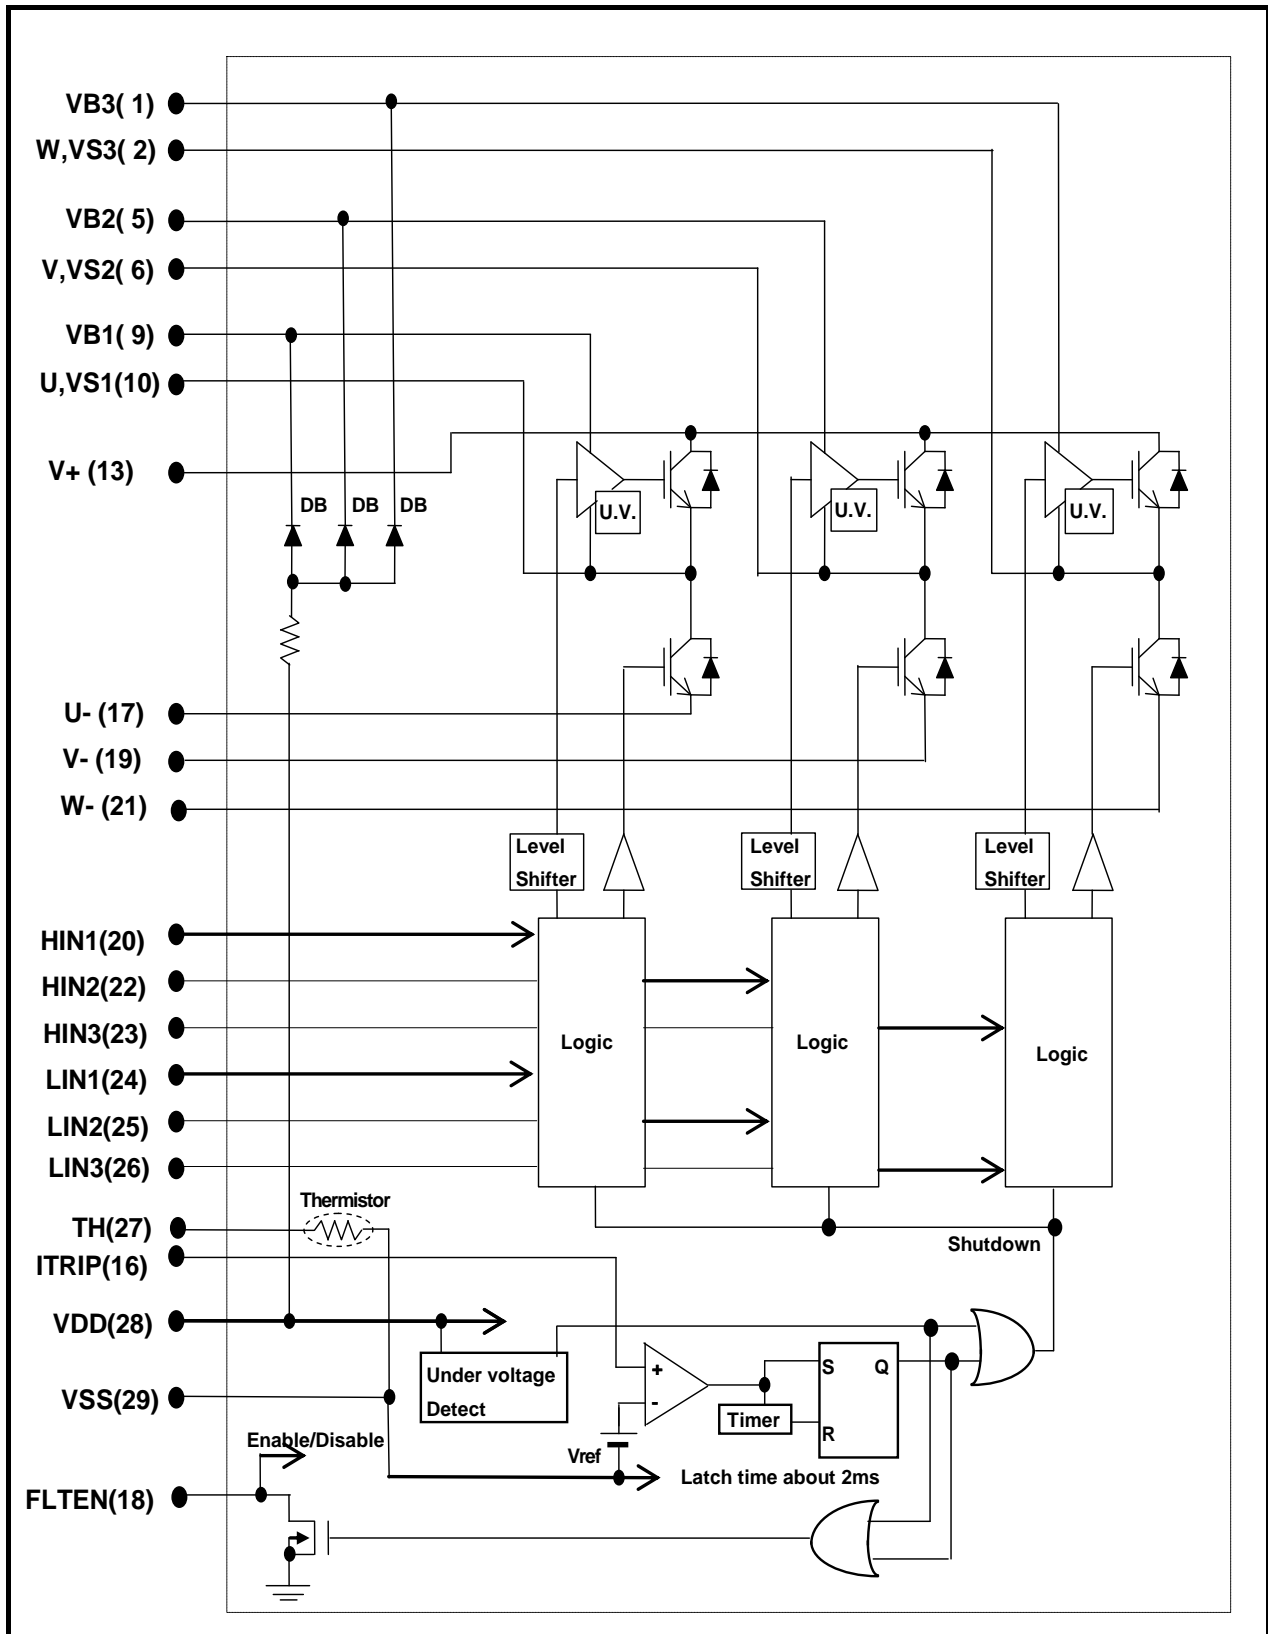 VB3( 1)
W,VS3( 2)
VB2( 5)
V,VS2( 6)
VB1( 9)
U,VS1(10)
V+ (13)
DB DB DB
U.V. U.V. U.V.
U- (17)
V- (19)
W- (21)
Level
Shifter
Level
Shifter
Level
Shifter
HIN1(20)
HIN2(22)
HIN3(23)
LIN1(24)
LIN2(25)
LIN3(26)
Logic
Logic
Logic
Thermistor
TH(27)
ITRIP(16)
Shutdown
VDD(28)
VSS(29)
Under voltage
Detect
+
-
Vref
Timer
S Q
R
Latch time about 2ms
Enable/Disable
FLTEN(18)